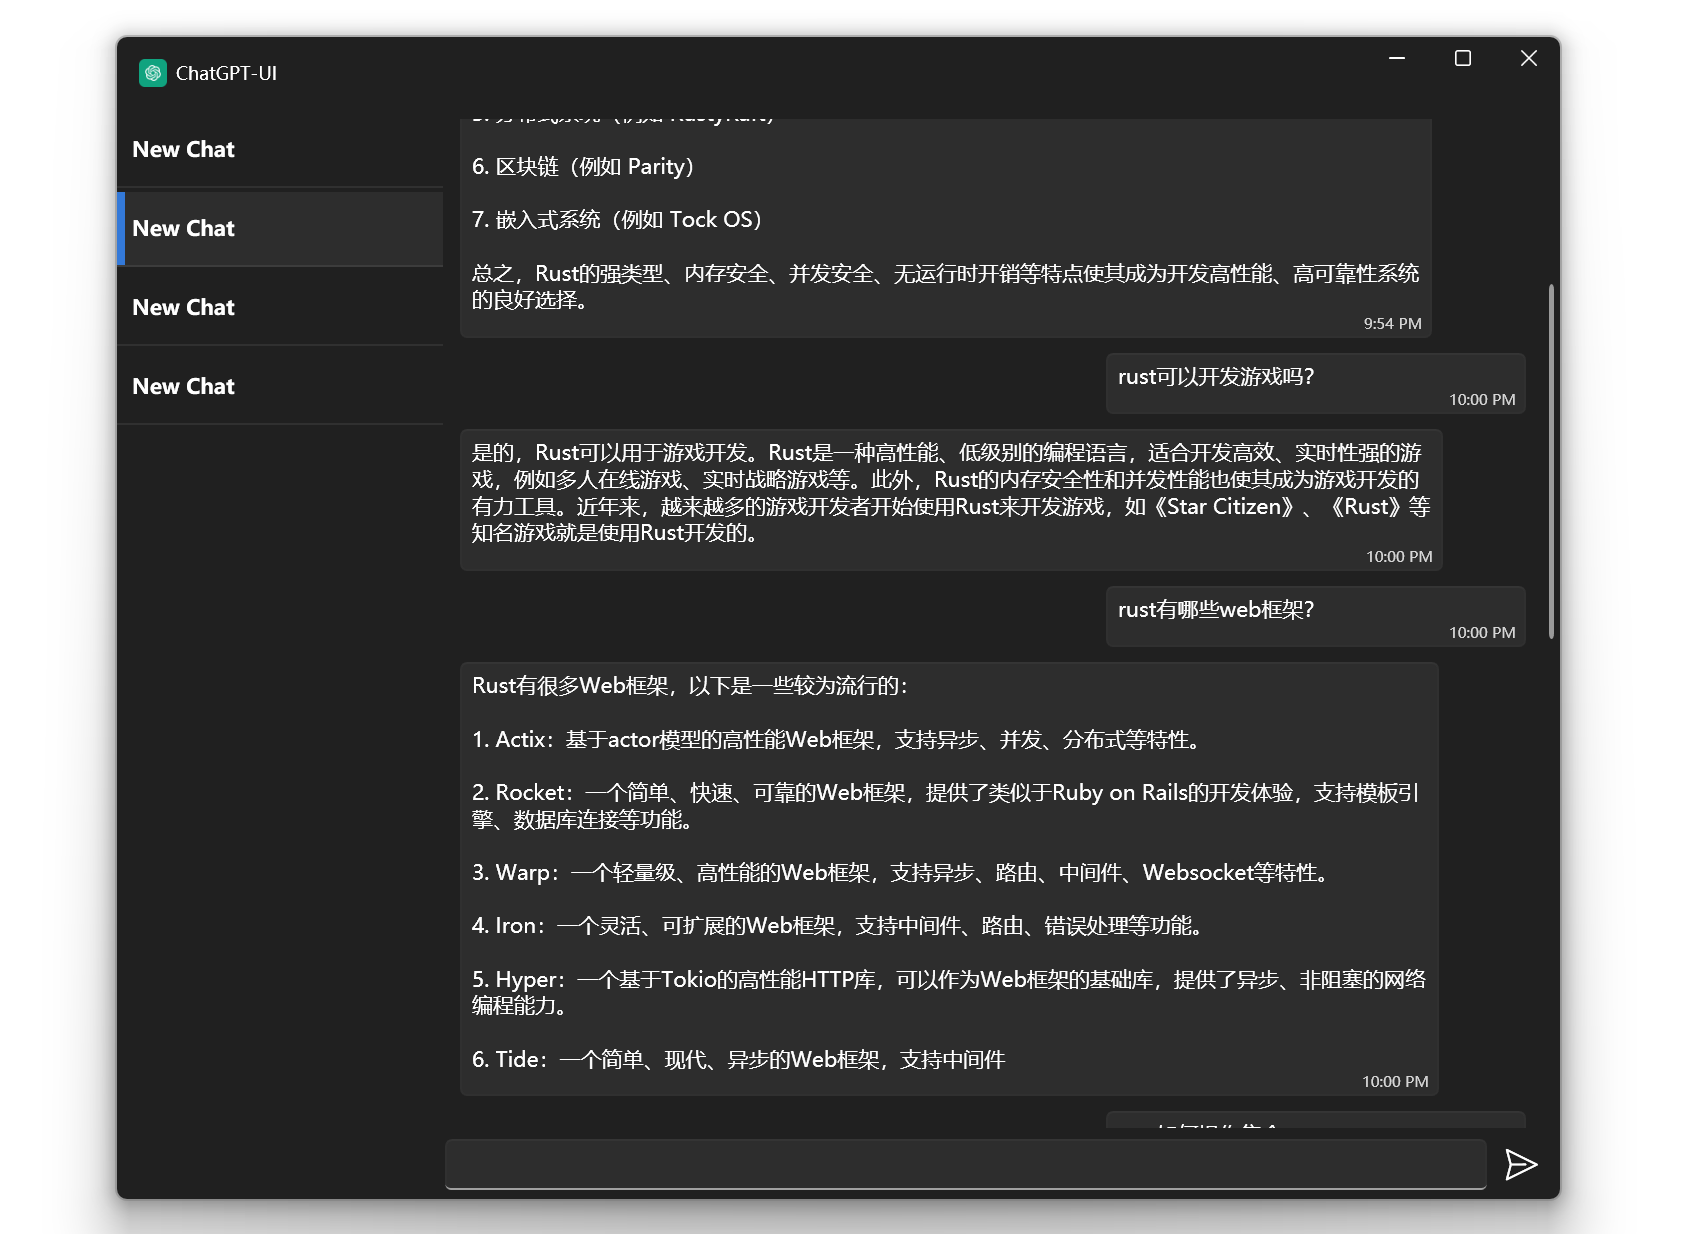 ChatGPT-UI
New Chat
New Chat
New Chat
New Chat
6. 区块链（例如 Parity）
7. 嵌入式系统（例如 Tock OS）
总之，Rust的强类型、内存安全、并发安全、无运行时开销等特点使其成为开发高性能、高可靠性系统
的良好选择。
9:54 PM
rust可以开发游戏吗?
10:00 PM
是的，Rust可以用于游戏开发。Rust是一种高性能、低级别的编程语言，适合开发高效、实时性强的游
戏，例如多人在线游戏、实时战略游戏等。此外，Rust的内存安全性和并发性能也使其成为游戏开发的
有力工具。近年来，越来越多的游戏开发者开始使用Rust来开发游戏，如《Star Citizen》、《Rust》等
知名游戏就是使用Rust开发的。
10:00 PM
rust有哪些web框架?
10:00 PM
Rust有很多Web框架，以下是一些较为流行的：
1. Actix：基于actor模型的高性能Web框架，支持异步、并发、分布式等特性。
2. Rocket：一个简单、快速、可靠的Web框架，提供了类似于Ruby on Rails的开发体验，支持模板引
擎、数据库连接等功能。
3. Warp：一个轻量级、高性能的Web框架，支持异步、路由、中间件、Websocket等特性。
4. Iron：一个灵活、可扩展的Web框架，支持中间件、路由、错误处理等功能。
5. Hyper：一个基于Tokio的高性能HTTP库，可以作为Web框架的基础库，提供了异步、非阻塞的网络
编程能力。
6. Tide：一个简单、现代、异步的Web框架，支持中间件
10:00 PM